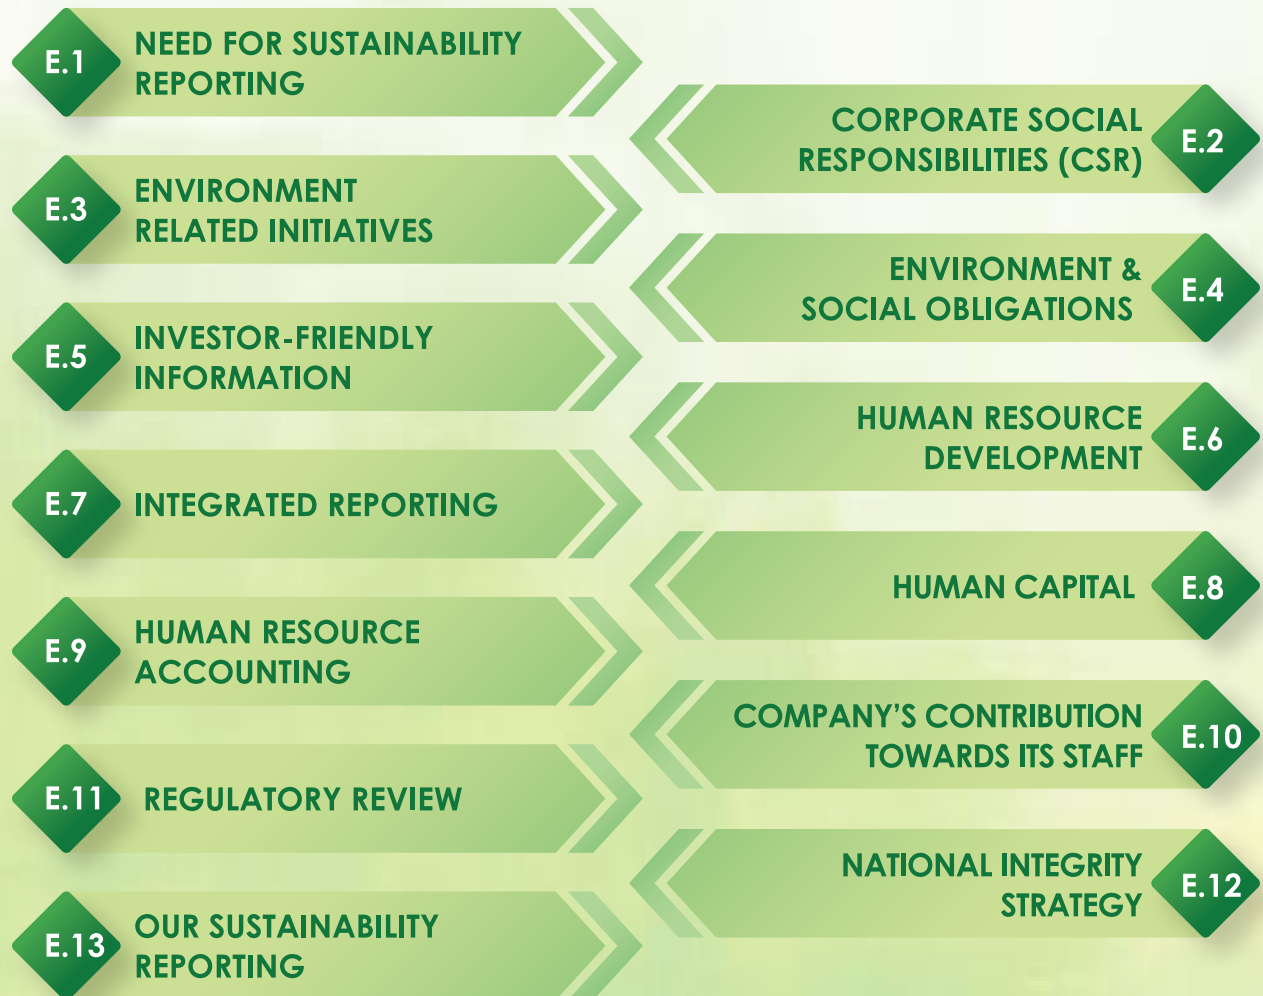 E.1
NEED FOR SUSTAINABILITY
REPORTING
CORPORATE SOCIAL
RESPONSIBILITIES (CSR)
E.2
E.3
ENVIRONMENT
RELATED INITIATIVES
ENVIRONMENT &
SOCIAL OBLIGATIONS
E.4
E.5
INVESTOR-FRIENDLY
INFORMATION
HUMAN RESOURCE
DEVELOPMENT
E.6
E.7
INTEGRATED REPORTING
HUMAN CAPITAL
E.8
E.9
HUMAN RESOURCE
ACCOUNTING
COMPANY’S CONTRIBUTION
TOWARDS ITS STAFF
E.10
E.11
REGULATORY REVIEW
NATIONAL INTEGRITY
STRATEGY
E.12
E.13
OUR SUSTAINABILITY
REPORTING